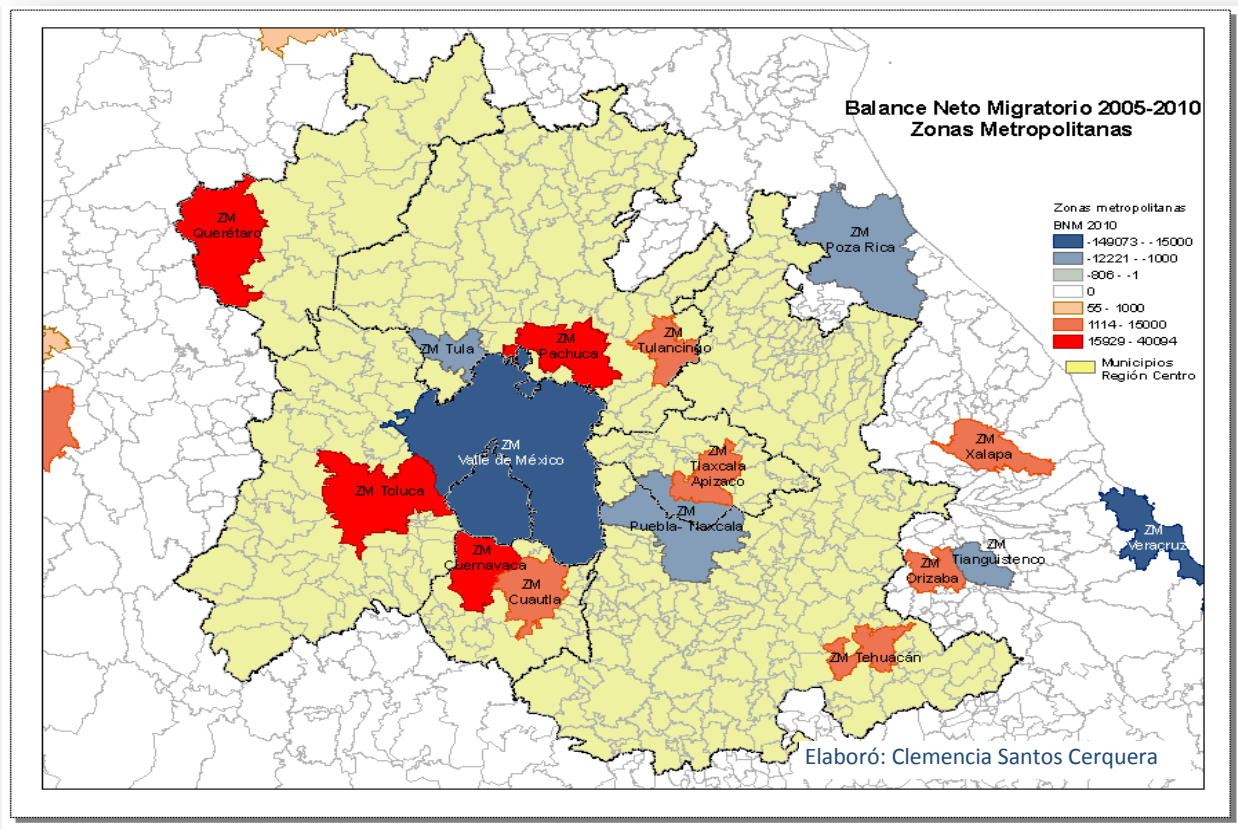 Balance Neto Migratorio 2005-2010
Zonas Metropolitanas
Zonas metropolitanas
BNM 2010
-149073 - -15000
-12221 - -1000
-806 - -1
0
55 - 1000
1114 - 15000
15929 - 40094
Municipios
Región Centro
ZM
Querétaro
ZM
Poza Rica
ZM Tula
ZM
Pachuca
ZM
Tulancingo
ZM
Valle de México
ZM
Tlaxcala
Apizaco
ZM
Xalapa
ZM Toluca
ZM
Puebla- Tlaxcala
ZM
Veracruz
ZM
Cuernavaca
ZM
Cuautla
ZM
Orizaba
ZM
Tianguistenco
ZM Tehuacán
Elaboró: Clemencia Santos Cerquera